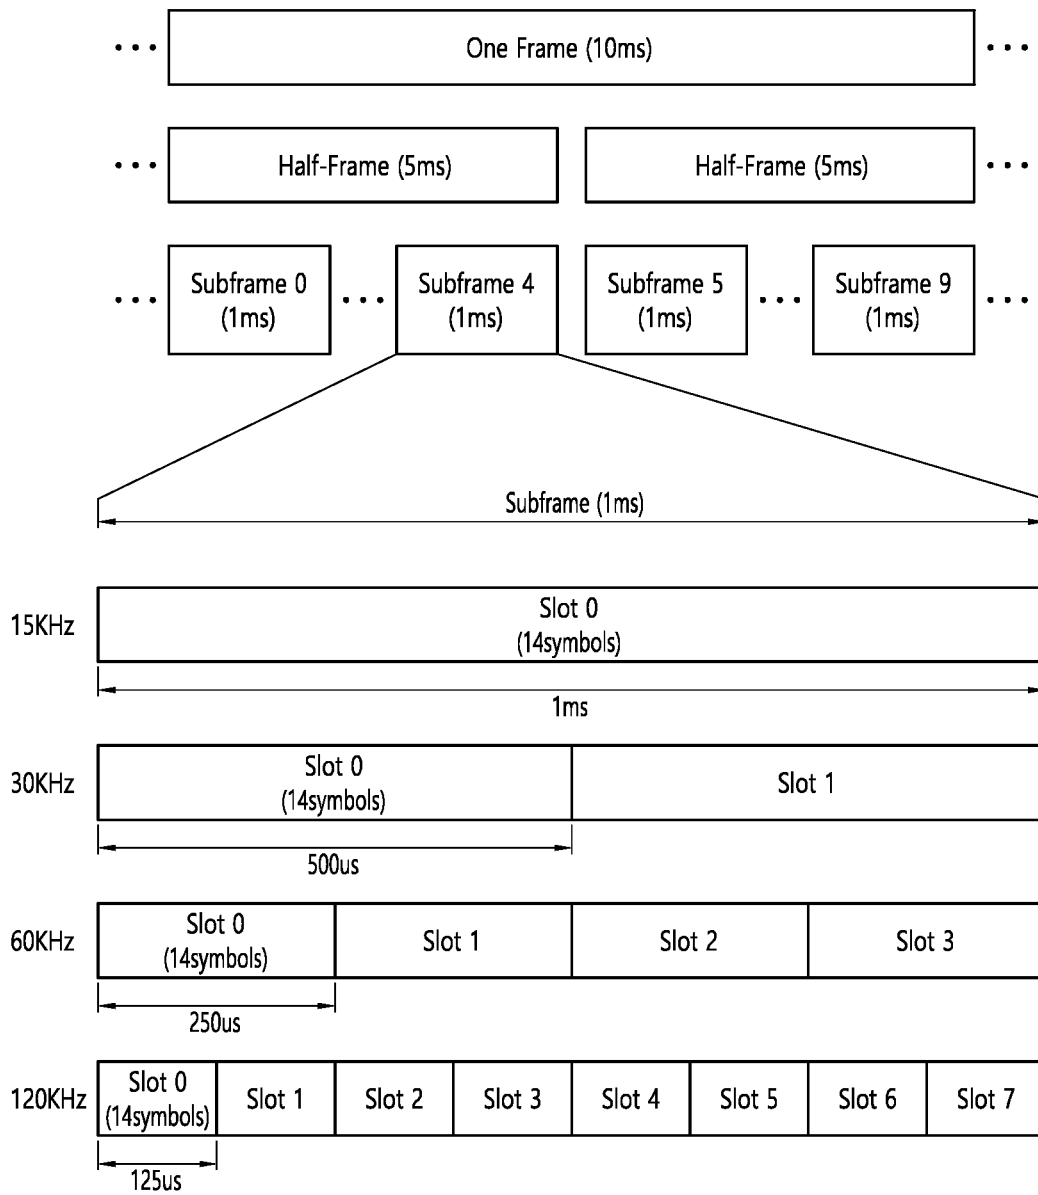 ... One Frame (10ms) ...
... Half-Frame (5ms) Half-Frame (5ms) ...
... Subframe 0 ... Subframe 4 Subframe 5 ... Subframe 9 ...
(1ms) (1ms) (1ms) (1ms)
Subframe (1ms)
15KHz Slot 0
(14symbols)
1ms
30KHz Slot 0 Slot 1
(14symbols)
500us
60KHz Slot 0 Slot 1 Slot 2 Slot 3
(14symbols)
250us
120KHz Slot 0 Slot 1 Slot 2 Slot 3 Slot 4 Slot 5 Slot 6 Slot 7
(14symbols)
125us